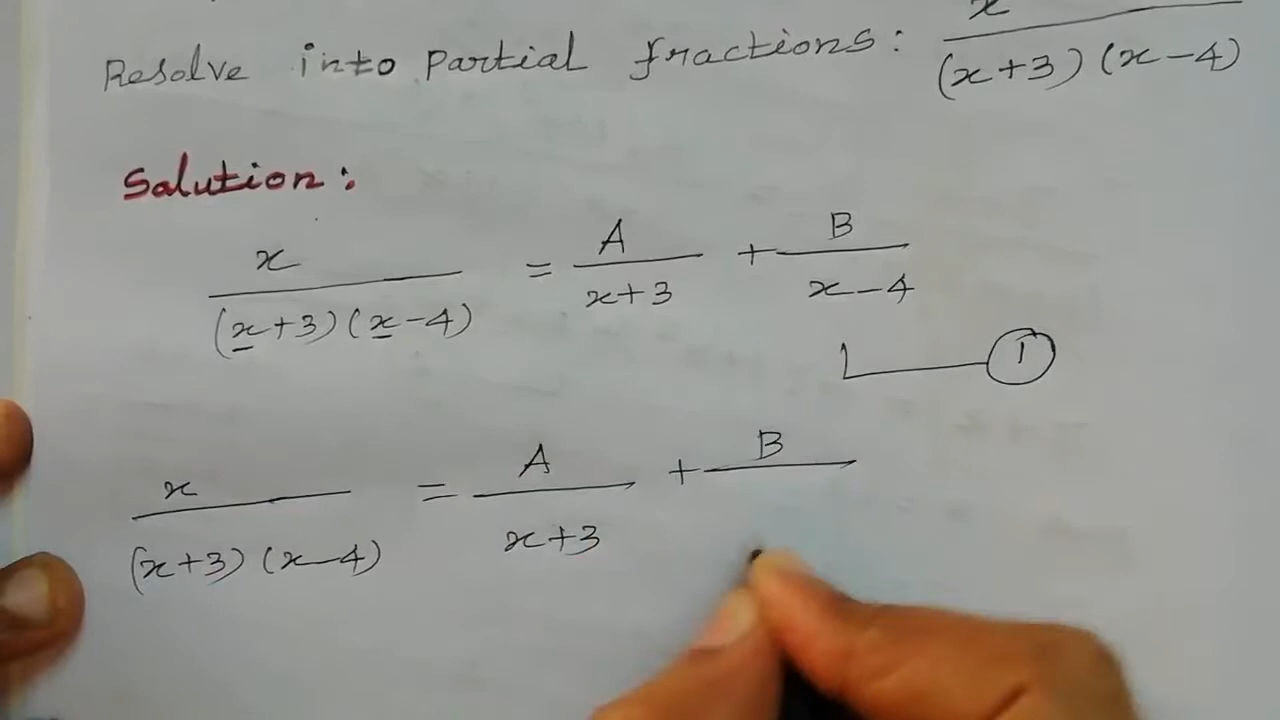 Resolve into Partial fractions: x / (x+3)(x-4)
Solution:
x / (x+3)(x-4) = A / x+3 + B / x-4
1
x / (x+3)(x-4) = A / x+3 + B